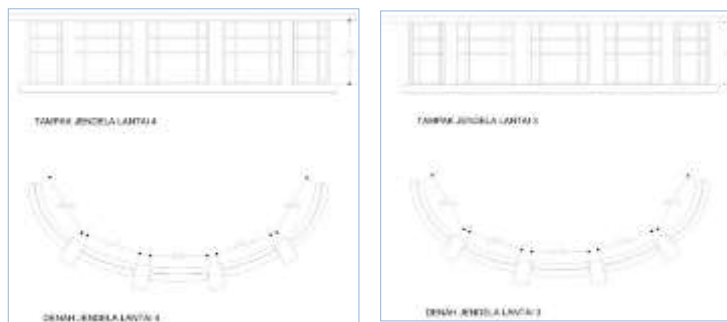 TAMPAK JENDELA LANTAI 4
DENAH JENDELA LANTAI 4
TAMPAK JENDELA LANTAI 3
DENAH JENDELA LANTAI 3